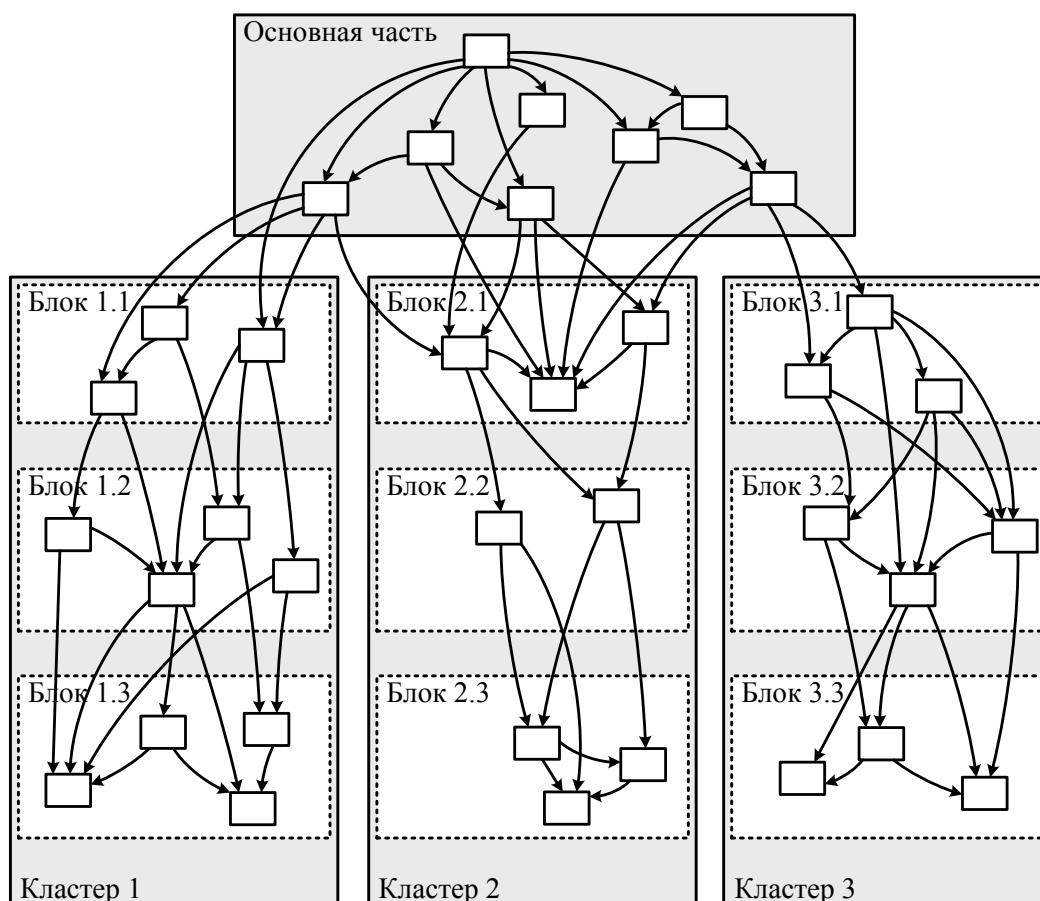 Основная часть
Блок 1.1
Блок 2.1
Блок 3.1
Блок 1.2
Блок 2.2
Блок 3.2
Блок 1.3
Блок 2.3
Блок 3.3
Кластер 1
Кластер 2
Кластер 3